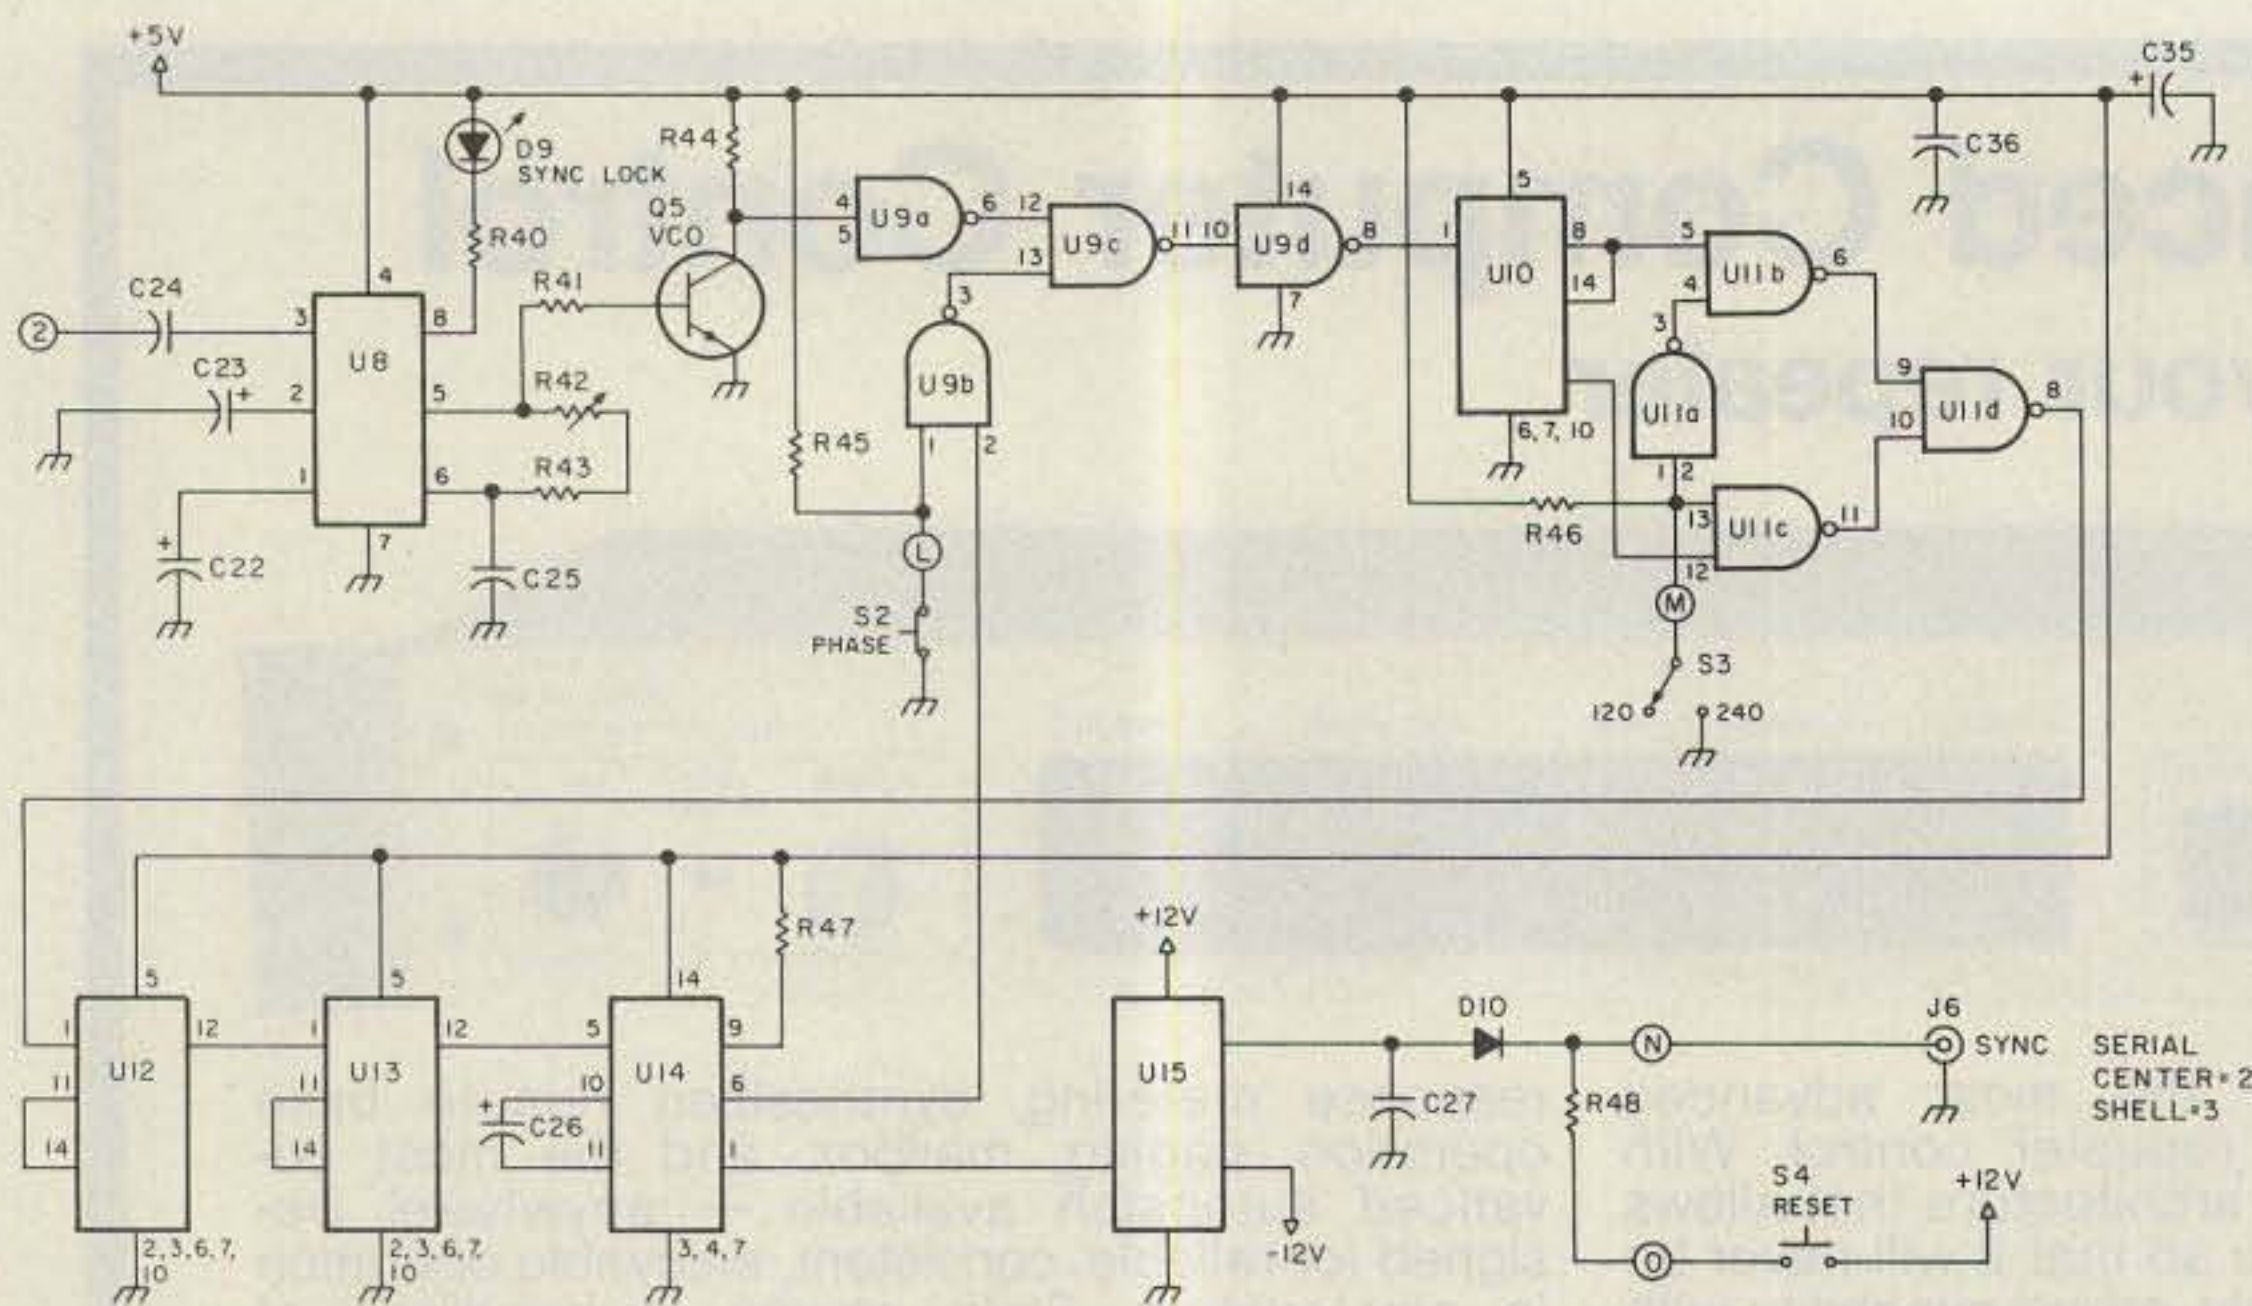 +5V
C35
+
D9
SYNC LOCK
R44
C36
Q5
VCO
R40
R41
4
5
U9a
6
12
13
U9c
11
10
14
U9d
8
7
1
5
U10
8
14
6, 7, 10
5
4
U11b
6
C24
2
3
4
U8
8
C23
+
2
5
R42
1
6
R43
7
+
C22
C25
3
U9b
1
2
R45
L
S2
PHASE
3
U11a
1
2
9
10
U11d
8
R46
13
12
U11c
11
M
S3
120
240
R47
+12V
5
1
12
U12
11
14
2, 3, 6, 7,
10
5
1
12
U13
11
14
2, 3, 6, 7,
10
14
5
9
U14
10
6
+
C26
11
1
3, 4, 7
U15
-12V
D10
C27
R48
N
J6
SYNC
SERIAL
CENTER=2
SHELL=3
S4
RESET
+12V
O